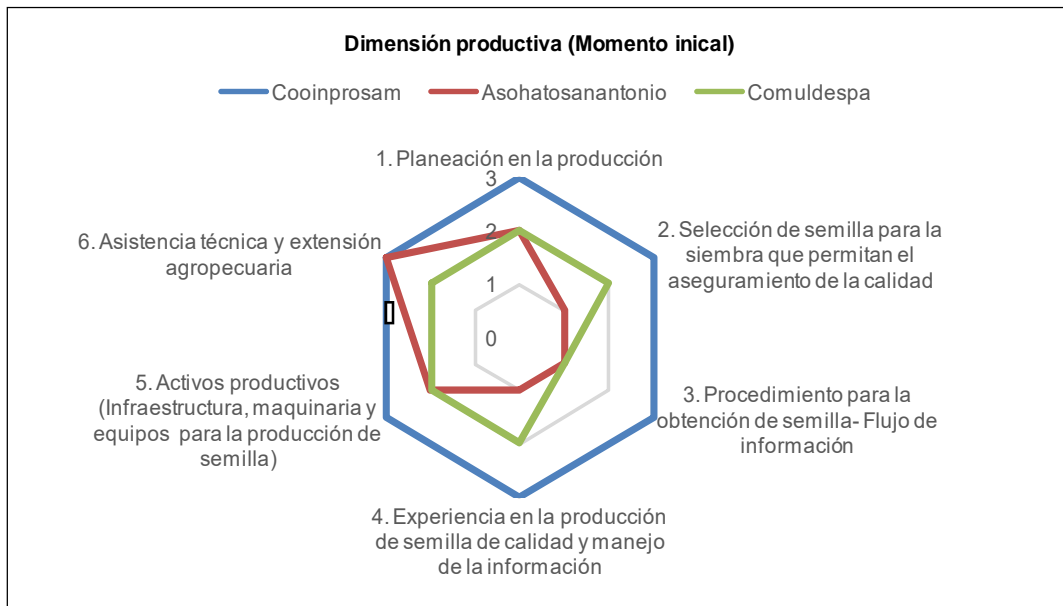 Dimensión productiva (Momento inical)
Cooinprosam Asohatosanantonio Comuldespa
1. Planeación en la producción
3
2
1
0
2. Selección de semilla para la
siembra que permitan el
aseguramiento de la calidad
3. Procedimiento para la
obtención de semilla- Flujo de
información
4. Experiencia en la producción
de semilla de calidad y manejo
de la información
5. Activos productivos
(Infraestructura, maquinaria y
equipos para la producción de
semilla)
6. Asistencia técnica y extensión
agropecuaria